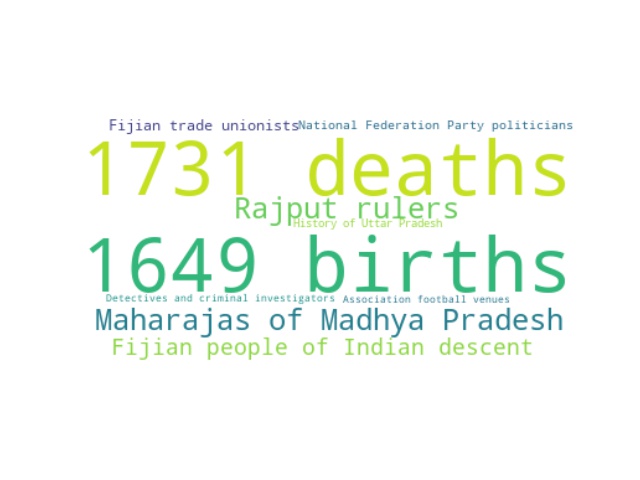 Fijian trade unionists National Federation Party politicians
1731 deaths
Rajput rulers
History of Uttar Pradesh
1649 births
Detectives and criminal investigators Association football venues
Maharajas of Madhya Pradesh
Fijian people of Indian descent